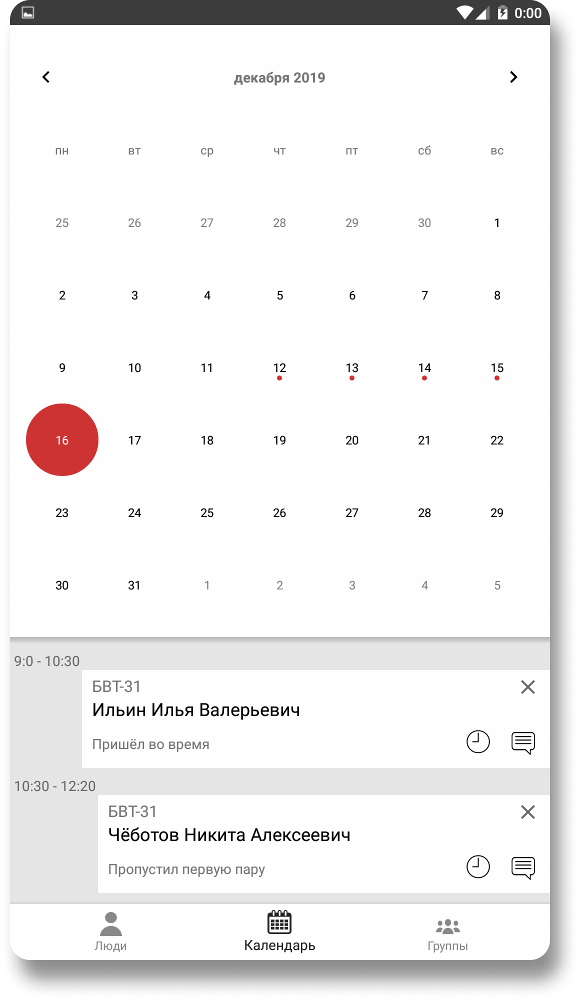 0:00
декабря 2019
пн вт ср чт пт сб вс
25 26 27 28 29 30 1
2 3 4 5 6 7 8
9 10 11 12 13 14 15
16 17 18 19 20 21 22
23 24 25 26 27 28 29
30 31 1 2 3 4 5
9:0 - 10:30
БВТ-31
Ильин Илья Валерьевич
Пришёл во время
10:30 - 12:20
БВТ-31
Чёботов Никита Алексеевич
Пропустил первую пару
Люди Календарь Группы